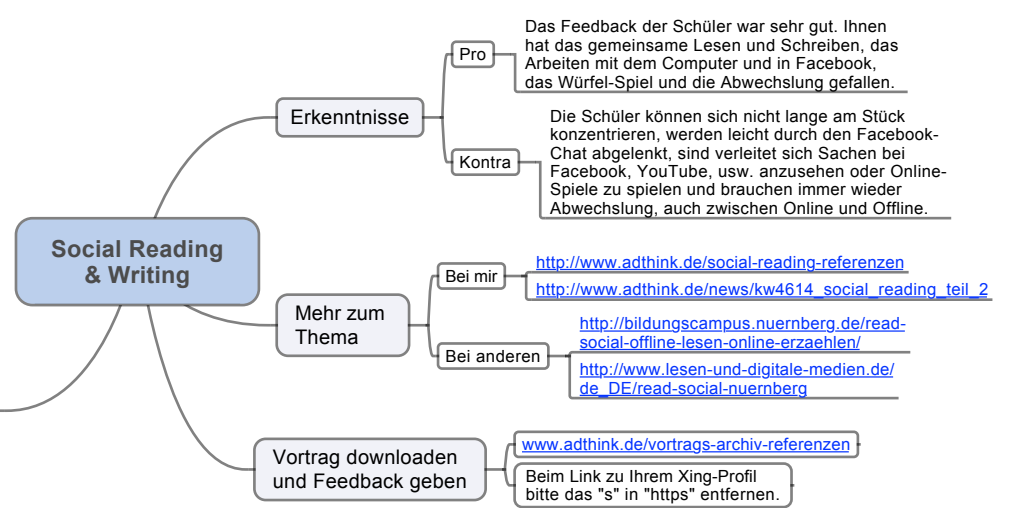 Social Reading
& Writing
Erkenntnisse
Pro
Das Feedback der Schüler war sehr gut. Ihnen
hat das gemeinsame Lesen und Schreiben, das
Arbeiten mit dem Computer und in Facebook,
das Würfel-Spiel und die Abwechslung gefallen.
Kontra
Die Schüler können sich nicht lange am Stück
konzentrieren, werden leicht durch den Facebook-
Chat abgelenkt, sind verleitet sich Sachen bei
Facebook, YouTube, usw. anzusehen oder Online-
Spiele zu spielen und brauchen immer wieder
Abwechslung, auch zwischen Online und Offline.
Mehr zum
Thema
Bei mir
http://www.adthink.de/social-reading-referenzen
http://www.adthink.de/news/kw4614_social_reading_teil_2
Bei anderen
http://bildungscampus.nuernberg.de/read-
social-offline-lesen-online-erzaehlen/
http://www.lesen-und-digitale-medien.de/
de_DE/read-social-nuernberg
Vortrag downloaden
und Feedback geben
www.adthink.de/vortrags-archiv-referenzen
Beim Link zu Ihrem Xing-Profil
bitte das "s" in "https" entfernen.